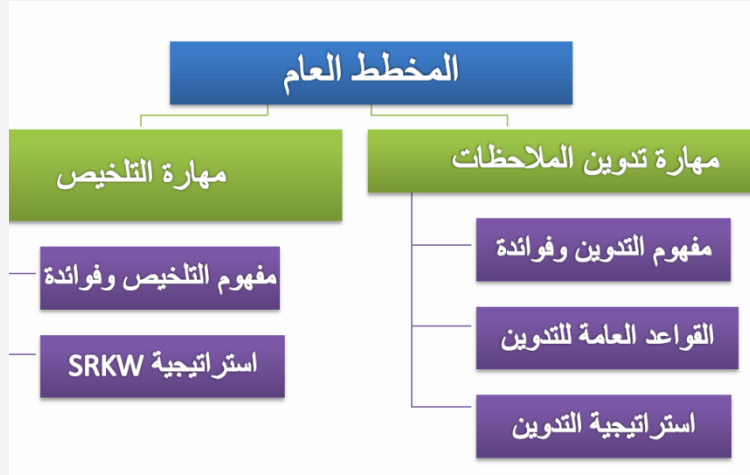 المخطط العام
مهارة تدوين الملاحظات
مفهوم التدوين وفوائدة
القواعد العامة للتدوين
استراتيجية التدوين
مهارة التلخيص
مفهوم التلخيص وفوائدة
استراتيجية SRKW